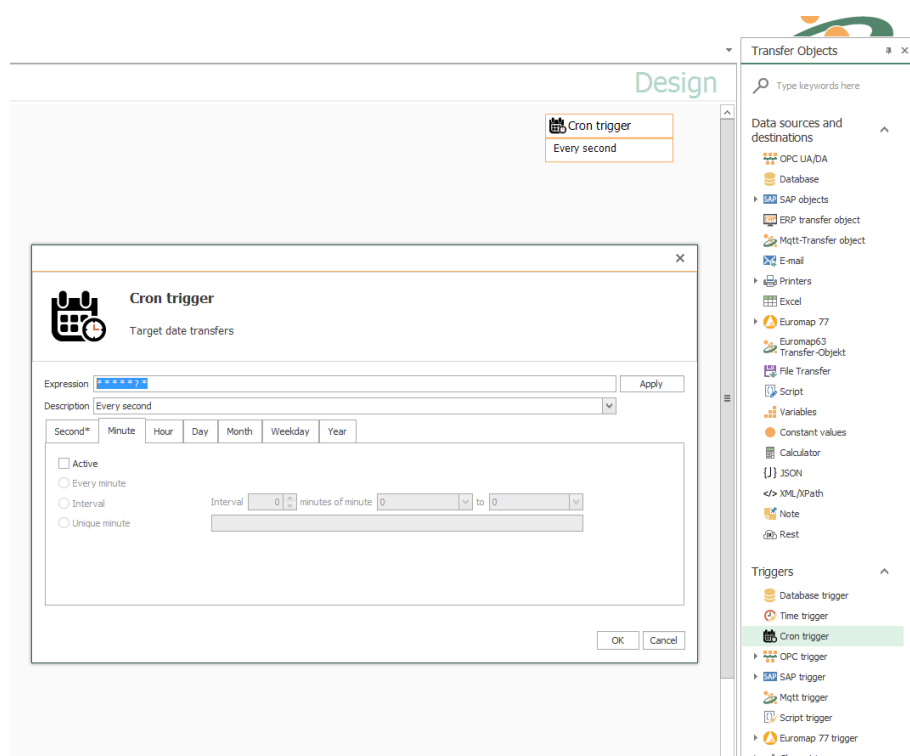 Transfer Objects
Design
Type keywords here
Cron trigger
Every second
Data sources and
destinations
OPC UA/DA
Database
SAP objects
ERP transfer object
Mqtt-Transfer object
E-mail
Printers
Excel
Euromap 77
Euromap63
Transfer-Objekt
File Transfer
Script
Variables
Constant values
Calculator
JSON
XML/XPath
Note
Rest
Triggers
Database trigger
Time trigger
Cron trigger
OPC trigger
SAP trigger
Mqtt trigger
Script trigger
Euromap 77 trigger
Cron trigger
Target date transfers
Expression * * * * * ? * Apply
Description Every second
Second* Minute Hour Day Month Weekday Year
Active
Every minute
Interval Interval 0 minutes of minute 0 to 0
Unique minute
OK Cancel